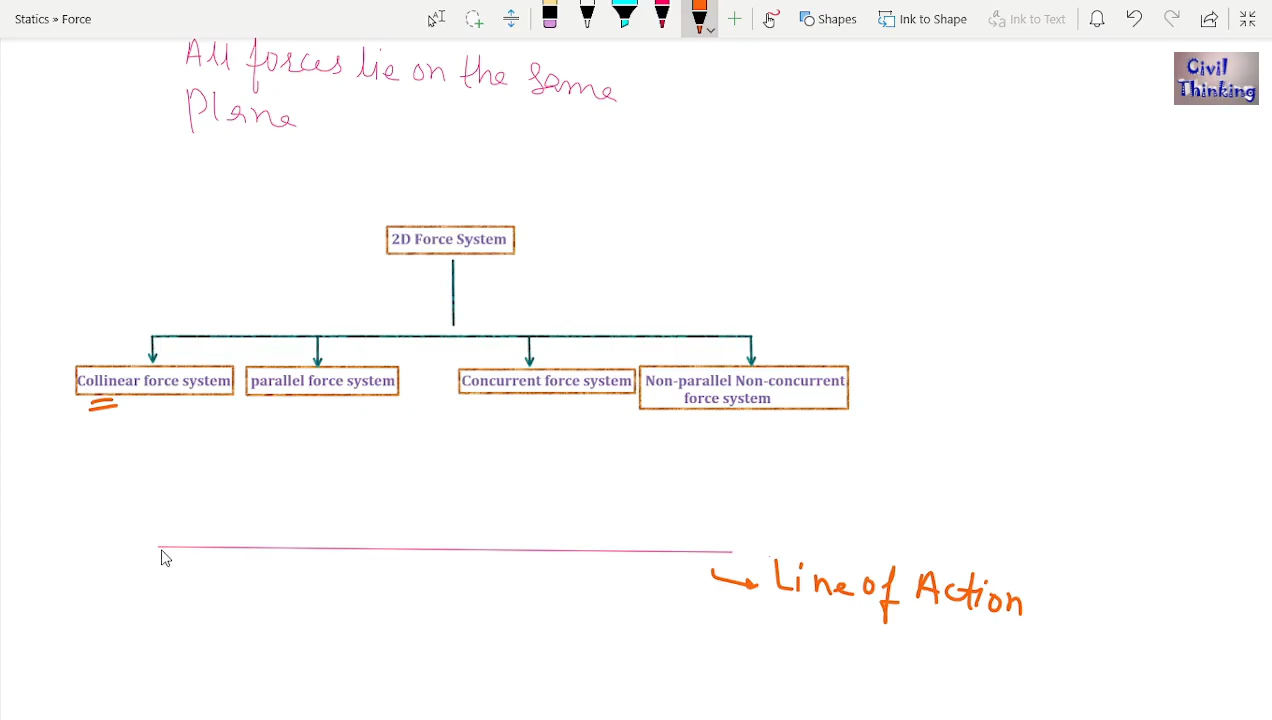 Statics » Force
Shapes
Ink to Shape
Ink to Text
All forces lie on the same
Plane
Civil
Thinking
2D Force System
Collinear force system
parallel force system
Concurrent force system
Non-parallel Non-concurrent
force system
Line of Action